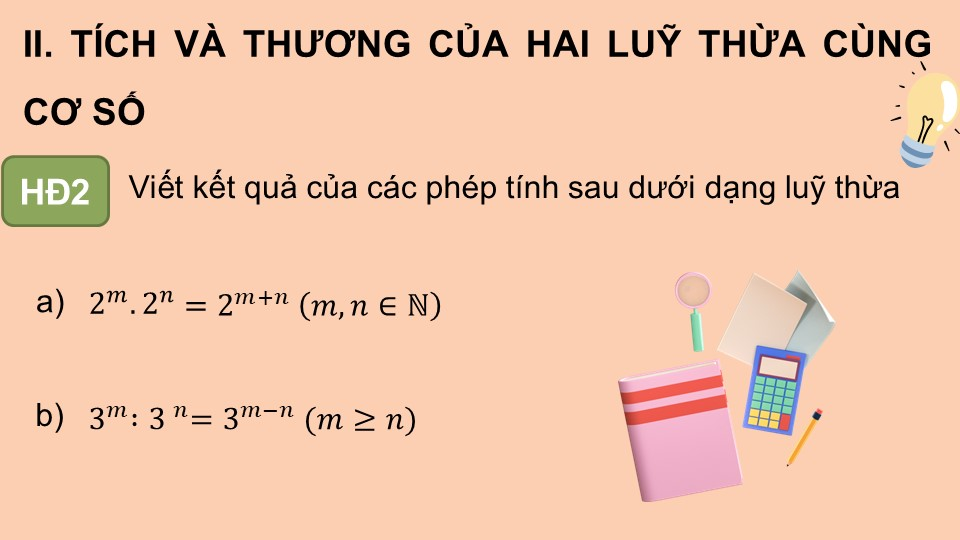 II. TÍCH VÀ THƯƠNG CỦA HAI LUỸ THỪA CÙNG
CƠ SỐ
HĐ2 Viết kết quả của các phép tính sau dưới dạng luỹ thừa
a) 2^m . 2^n = 2^{m+n} (m, n ∈ ℕ)
b) 3^m : 3^n = 3^{m−n} (m ≥ n)